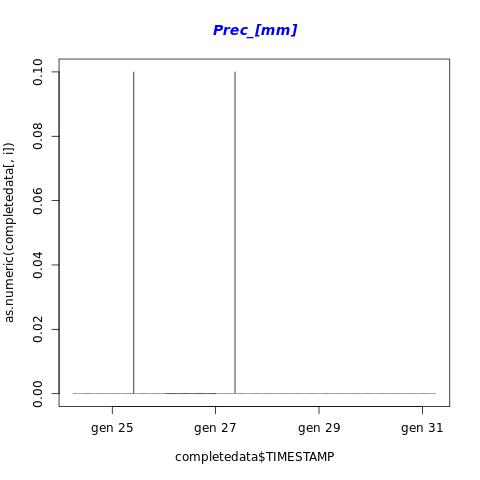 Prec_[mm]
as.numeric(completedata[, i])
0.10
0.08
0.06
0.04
0.02
0.00
gen 25
gen 27
gen 29
gen 31
completedata$TIMESTAMP